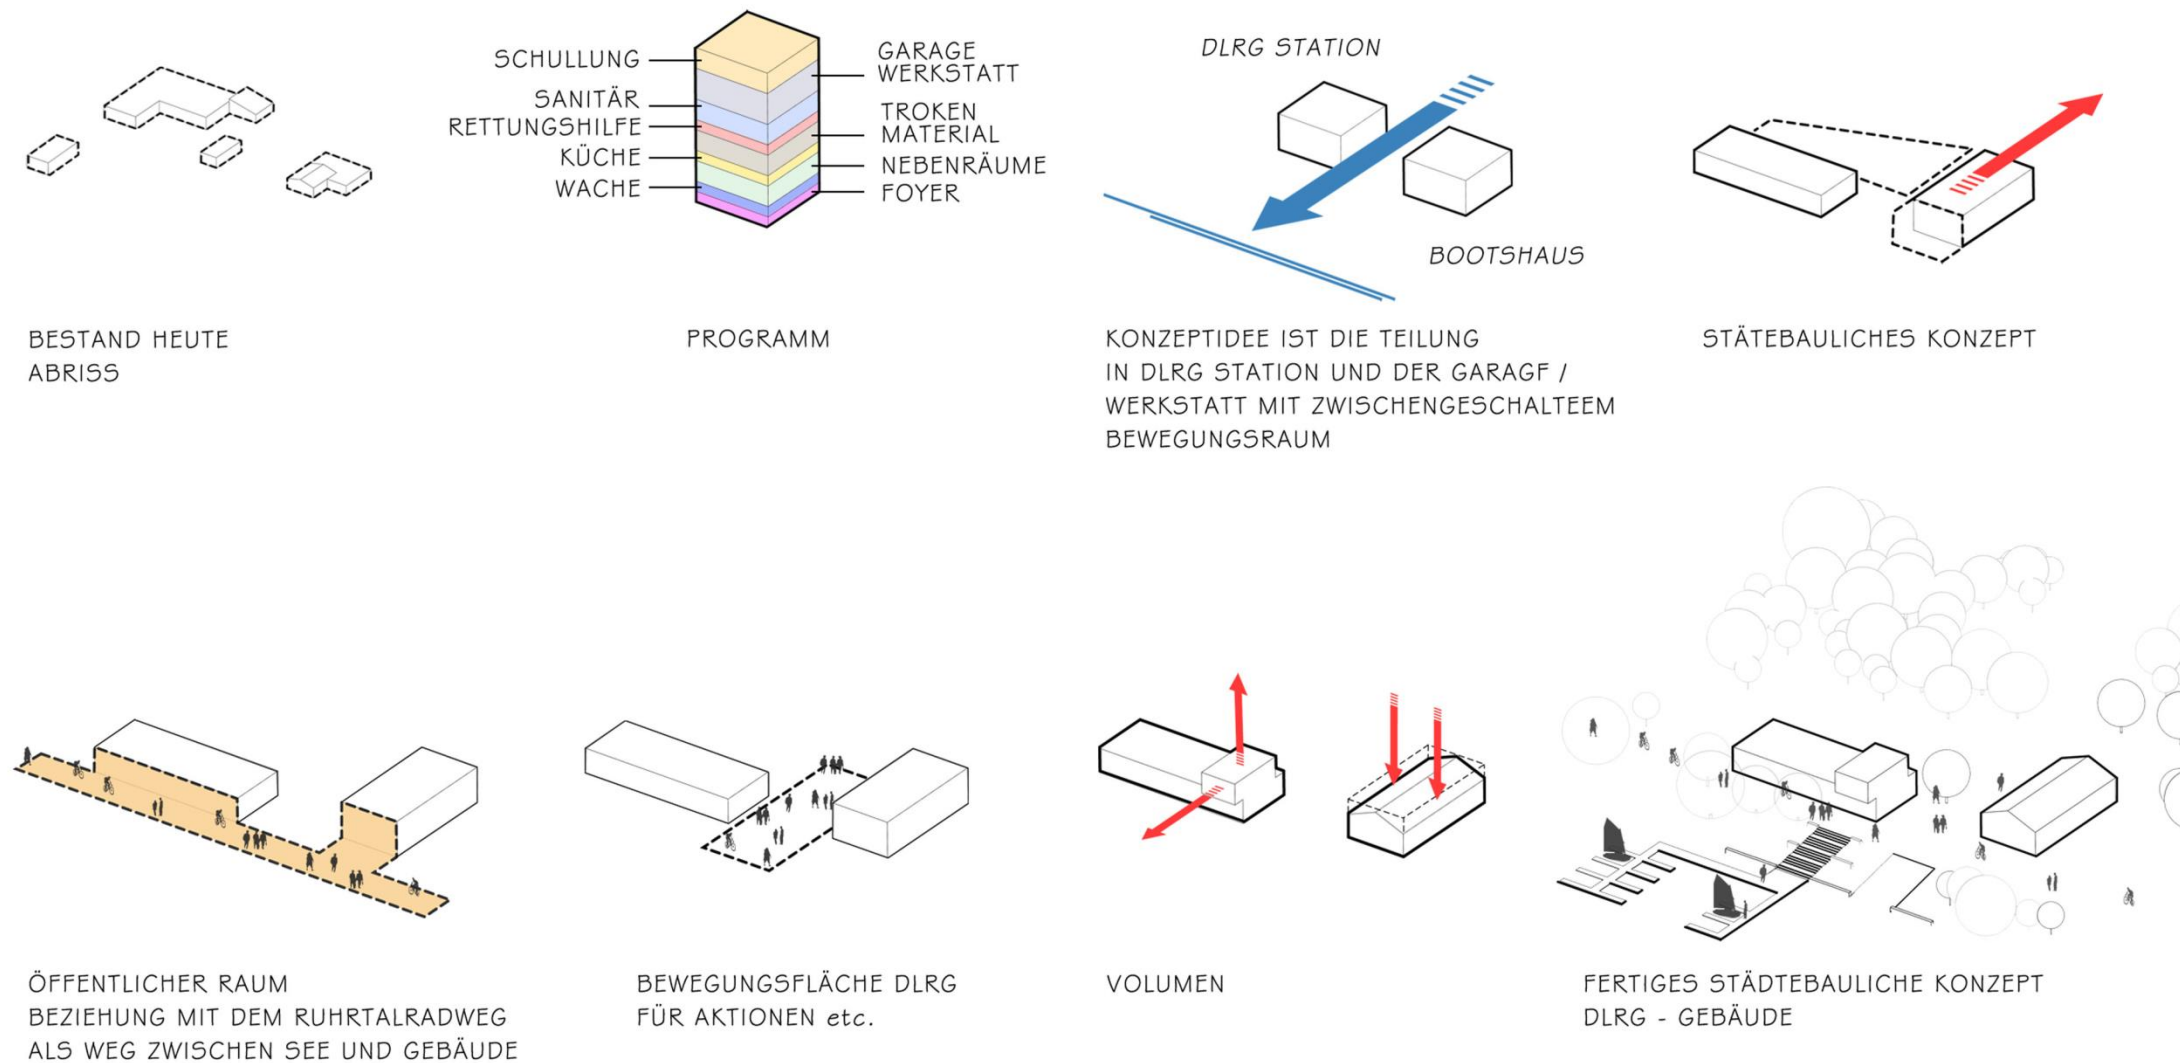 SCHULLUNG
SANITÄR
RETTUNGSHILFE
KÜCHE
WACHE
GARAGE
WERKSTATT
TROKEN
MATERIAL
NEBENRÄUME
FOYER
DLRG STATION
BOOTSHAUS
BESTAND HEUTE
ABRISS
PROGRAMM
KONZEPTIDEE IST DIE TEILUNG
IN DLRG STATION UND DER GARAGF /
WERKSTATT MIT ZWISCHENGESCHALTEEM
BEWEGUNGSRAUM
STÄTEBAULICHES KONZEPT
ÖFFENTLICHER RAUM
BEZIEHUNG MIT DEM RUHRTALRADWEG
ALS WEG ZWISCHEN SEE UND GEBÄUDE
BEWEGUNGSFLÄCHE DLRG
FÜR AKTIONEN etc.
VOLUMEN
FERTIGES STÄDTEBAULICHE KONZEPT
DLRG - GEBÄUDE